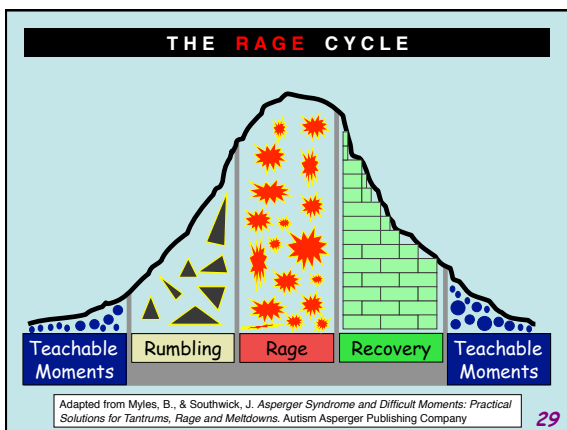 THE RAGE CYCLE
Teachable
Moments
Rumbling
Rage
Recovery
Teachable
Moments
Adapted from Myles, B., & Southwick, J. Asperger Syndrome and Difficult Moments: Practical
Solutions for Tantrums, Rage and Meltdowns. Autism Asperger Publishing Company
29